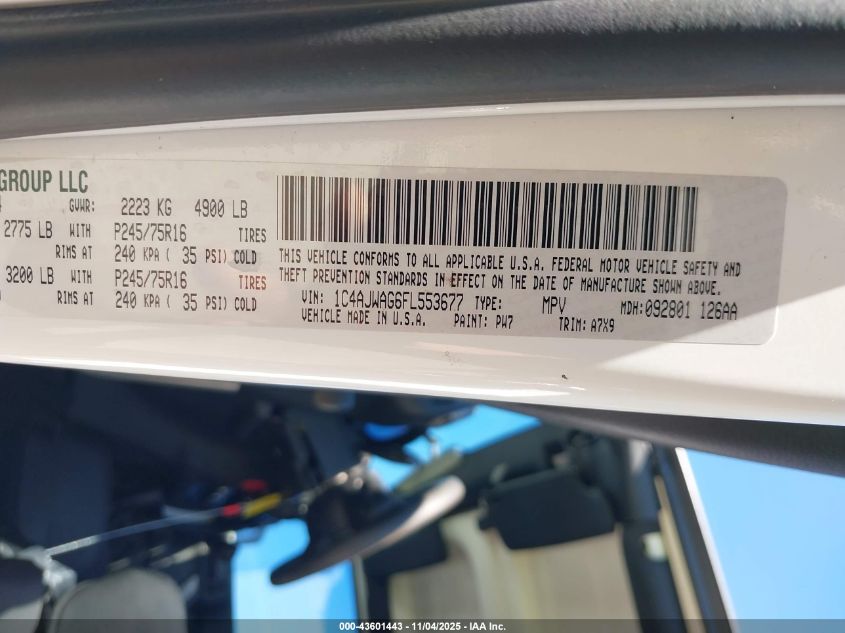 GROUP LLC
GVWR: 2223 KG 4900 LB
2775 LB WITH P245/75R16 TIRES
RIMS AT 240 KPA ( 35 PSI) COLD
3200 LB WITH P245/75R16 TIRES
RIMS AT 240 KPA ( 35 PSI) COLD
THIS VEHICLE CONFORMS TO ALL APPLICABLE U.S.A. FEDERAL MOTOR VEHICLE SAFETY AND
THEFT PREVENTION STANDARDS IN EFFECT ON THE DATE OF MANUFACTURE SHOWN ABOVE.
VIN: 1C4AJWAG6FL553677 TYPE: MPV MDH:092801 126AA
VEHICLE MADE IN U.S.A. PAINT: PW7 TRIM: A7X9
000-43601443 - 11/04/2025 - IAA Inc.